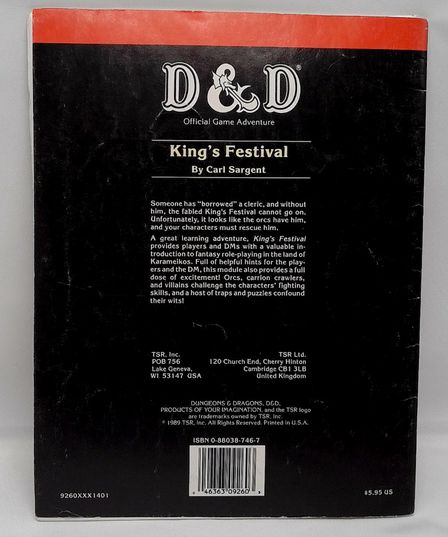 D&D®
Official Game Adventure
King's Festival
By Carl Sargent
Someone has "borrowed" a cleric, and without
him, the fabled King's Festival cannot go on.
Unfortunately, it looks like the orcs have him, and
your characters must rescue him.
A great learning adventure, King's Festival
provides players and DMs with a valuable in-
troduction to fantasy role-playing in the land of
Karameikos. Full of helpful hints for the play-
ers and the DM, this module also provides a full
dose of excitement! Orcs, carrion crawlers,
and villains challenge the characters' fighting
skills, and a host of traps and puzzles confound
their wits!
TSR, Inc.
POB 756
Lake Geneva,
WI 53147 USA
TSR Ltd.
120 Church End, Cherry Hinton
Cambridge CB1 3LB
United Kingdom
DUNGEONS & DRAGONS, D&D,
PRODUCTS OF YOUR IMAGINATION, and the TSR logo
are trademarks owned by TSR, Inc.
© 1989 TSR, Inc. All Rights Reserved. Printed in U.S.A.
ISBN 0-88038-746-7
0 46363 09260 3
9260XXX1401
$5.95 US